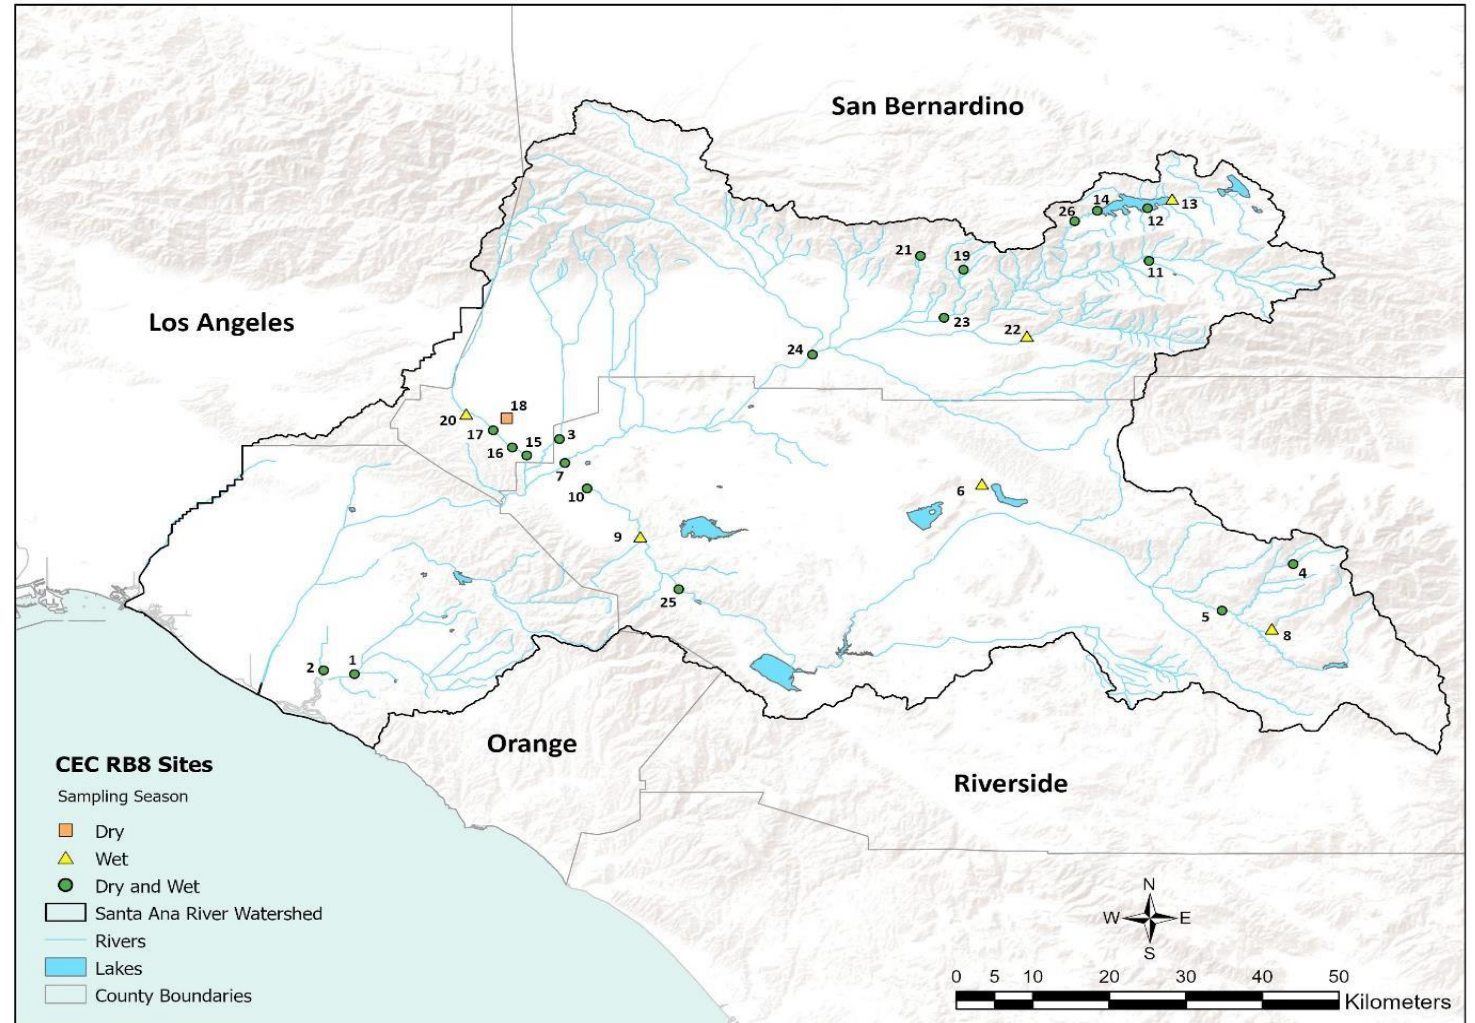 San Bernardino
14
13
26
12
21
19
11
Los Angeles
23
22
24
18
20
17
3
15
16
7
6
10
9
4
25
5
8
2
1
Orange
Riverside
CEC RB8 Sites
Sampling Season
Dry
Wet
Dry and Wet
Santa Ana River Watershed
Rivers
Lakes
County Boundaries
N
W E
S
0 5 10 20 30 40 50
Kilometers